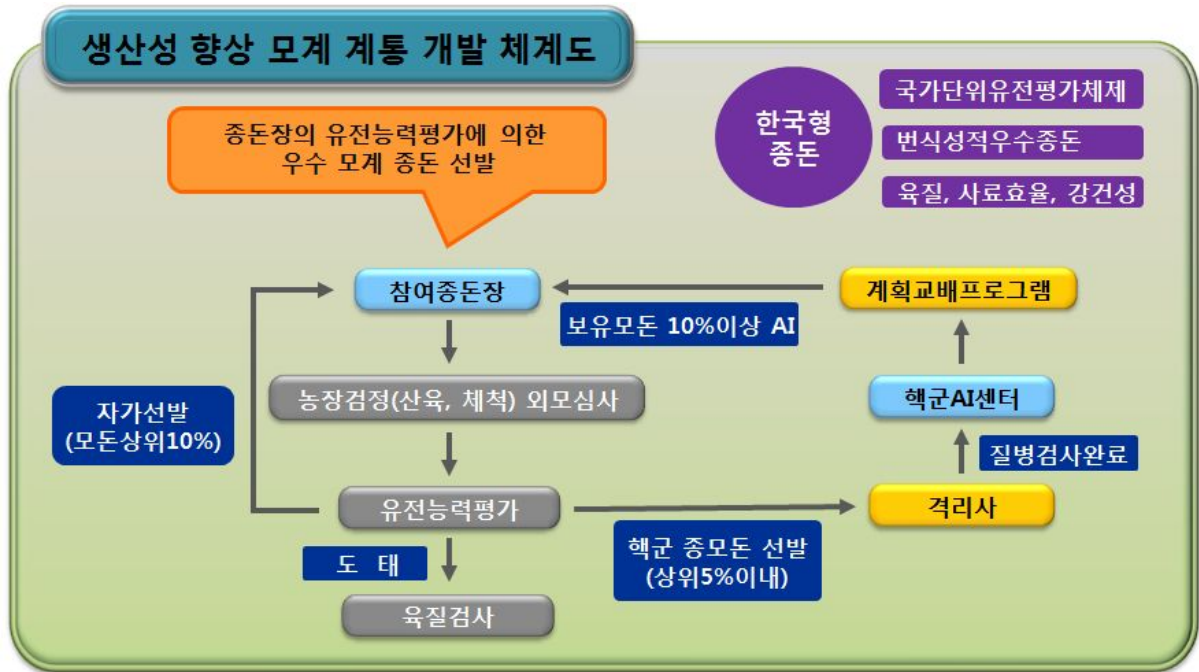 생산성 향상 모계 계통 개발 체계도
종돈장의 유전능력평가에 의한
우수 모계 종돈 선발
한국형
종돈
국가단위유전평가체제
번식성적우수종돈
육질, 사료효율, 강건성
참여종돈장
계획교배프로그램
보유모돈 10%이상 AI
농장검정(산육, 체척) 외모심사
핵군AI센터
자가선발
(모돈상위10%)
질병검사완료
유전능력평가
격리사
도 태
핵군 종모돈 선발
(상위5%이내)
육질검사